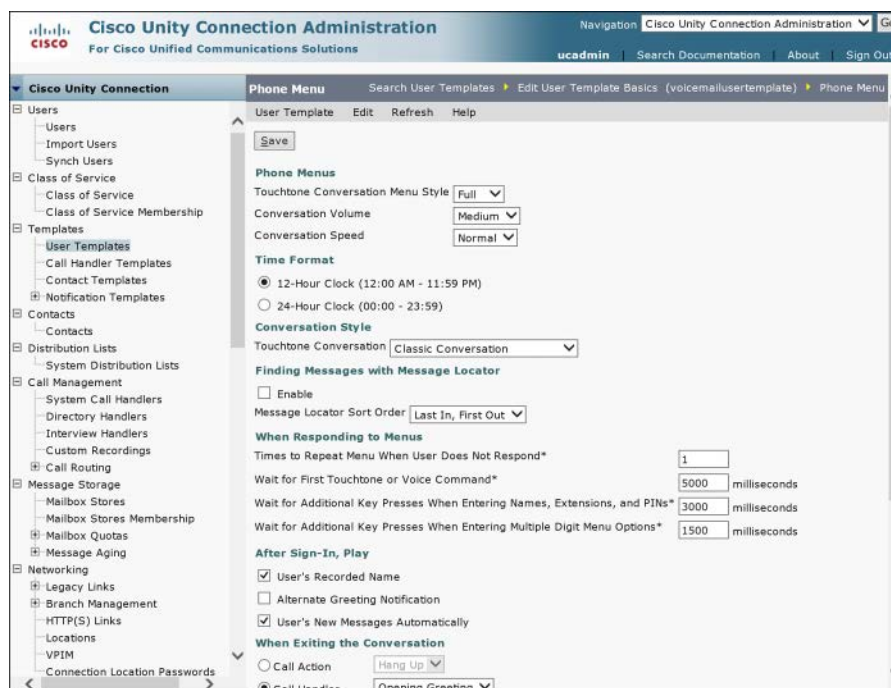 Cisco Unity Connection Administration
For Cisco Unified Communications Solutions
CISCO
Navigation Cisco Unity Connection Administration
ucadmin Search Documentation About Sign Out
Cisco Unity Connection
Users
Users
Import Users
Synch Users
Class of Service
Class of Service
Class of Service Membership
Templates
User Templates
Call Handler Templates
Contact Templates
Notification Templates
Contacts
Contacts
Distribution Lists
System Distribution Lists
Call Management
System Call Handlers
Directory Handlers
Interview Handlers
Custom Recordings
Call Routing
Message Storage
Mailbox Stores
Mailbox Stores Membership
Mailbox Quotas
Message Aging
Networking
Legacy Links
Branch Management
HTTP(S) Links
Locations
VPIM
Connection Location Passwords
Phone Menu Search User Templates Edit User Template Basics (voicemailusertemplate) Phone Menu
User Template Edit Refresh Help
Save
Phone Menus
Touchtone Conversation Menu Style Full
Conversation Volume Medium
Conversation Speed Normal
Time Format
12-Hour Clock (12:00 AM - 11:59 PM)
24-Hour Clock (00:00 - 23:59)
Conversation Style
Touchtone Conversation Classic Conversation
Finding Messages with Message Locator
Enable
Message Locator Sort Order Last In, First Out
When Responding to Menus
Times to Repeat Menu When User Does Not Respond* 1
Wait for First Touchtone or Voice Command* 5000 milliseconds
Wait for Additional Key Presses When Entering Names, Extensions, and PINs* 3000 milliseconds
Wait for Additional Key Presses When Entering Multiple Digit Menu Options* 1500 milliseconds
After Sign-In, Play
User's Recorded Name
Alternate Greeting Notification
User's New Messages Automatically
When Exiting the Conversation
Call Action Hang Up
Call Handler Opening Greeting